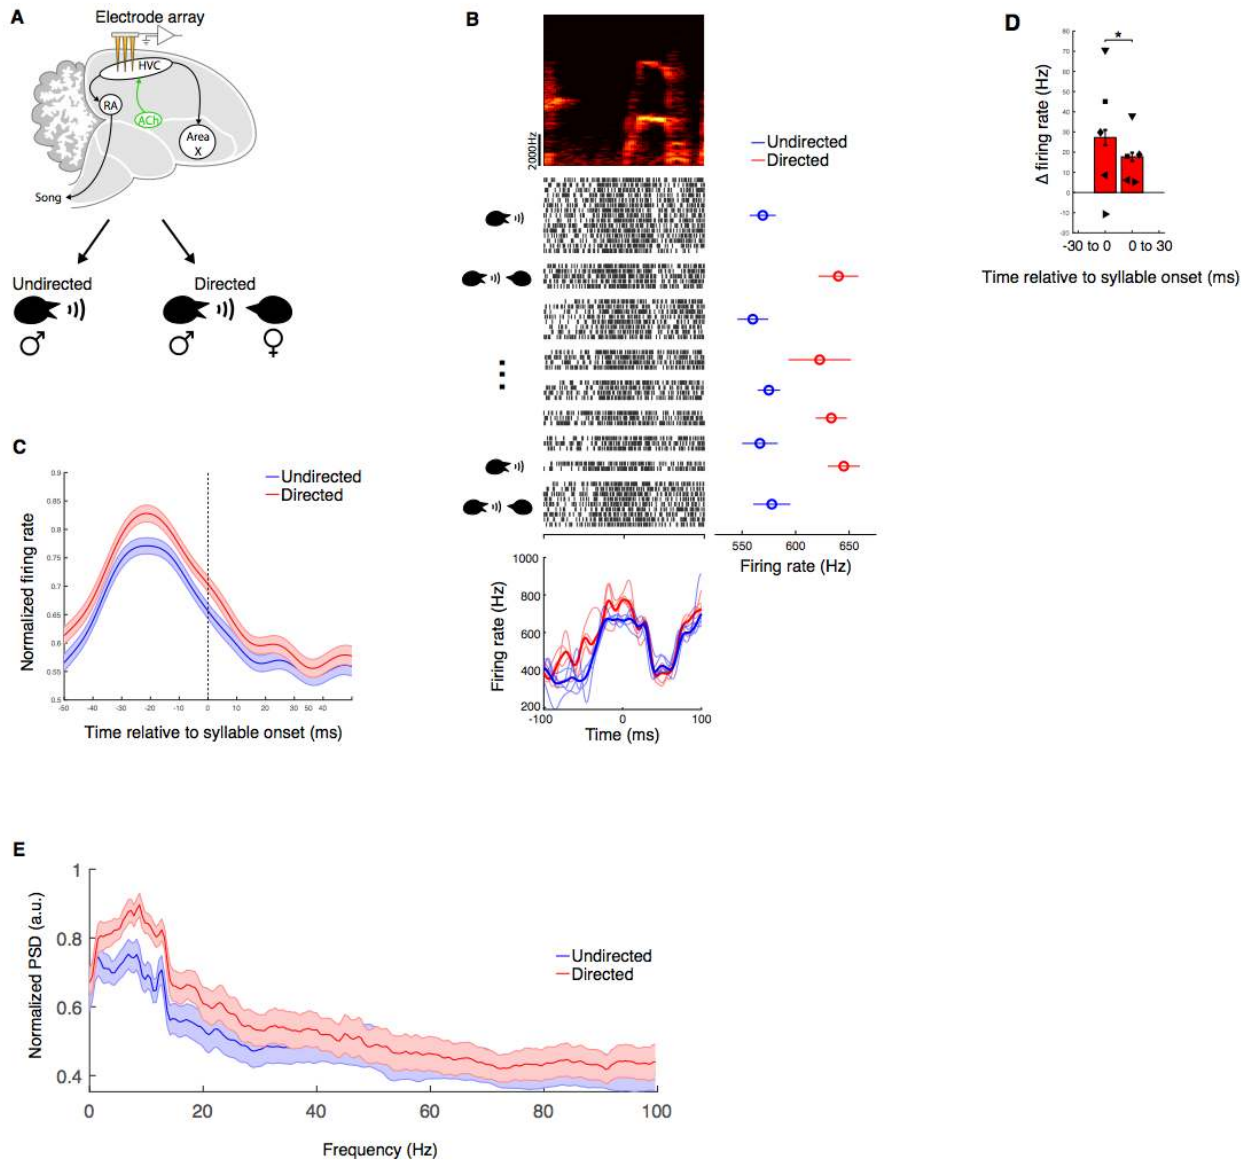 A
Electrode array
HVC
RA
ACh
Area
X
Song
Undirected
Directed
♂
♂
♀
B
2000Hz
Undirected
Directed
550
600
650
Firing rate (Hz)
1000
800
600
400
200
Firing rate (Hz)
-100
0
100
Time (ms)
C
Undirected
Directed
0.9
0.85
0.8
0.75
0.7
0.65
0.6
0.55
0.5
Normalized firing rate
-50 -40 -30 -20 -10 0 10 20 30 50 40
Time relative to syllable onset (ms)
D
*
80
70
60
50
40
30
20
10
0
-10
-20
Δ firing rate (Hz)
-30 to 0 0 to 30
Time relative to syllable onset (ms)
E
1
0.8
0.6
0.4
Normalized PSD (a.u.)
Undirected
Directed
0 20 40 60 80 100
Frequency (Hz)